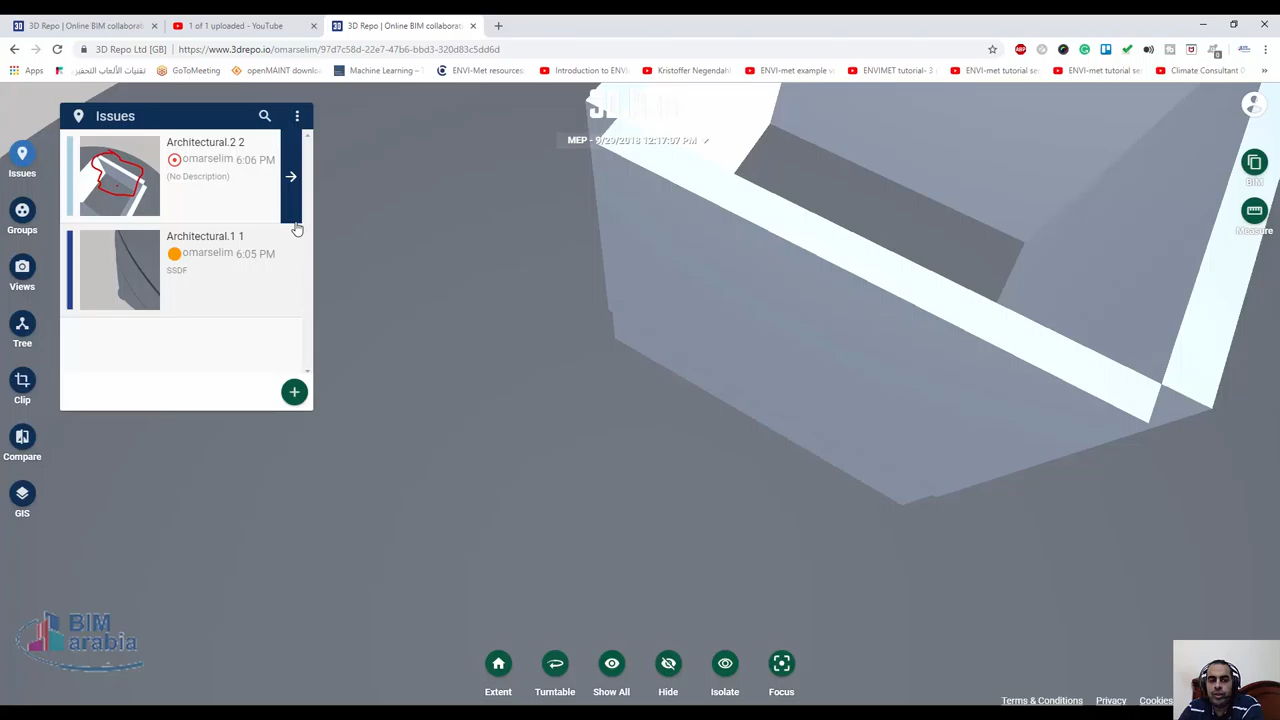 3D Repo | Online BIM collaborat
1 of 1 uploaded - YouTube
3D Repo | Online BIM collaborat
3D Repo Ltd [GB] | https://www.3drepo.io/omarselim/97d7c58d-22e7-47b6-bbd3-320d83c5dd6d
Apps
تقنيات الألعاب التحفيز
GoToMeeting
openMAINT downlo
Machine Learning –
ENVI-Met resources
Introduction to ENVI
Kristoffer Negendahl
ENVI-met example v
ENVIMET tutorial- 3
ENVI-met tutorial se
ENVI-met tutorial se
Climate Consultant
Issues
Architectural.2 2
omarselim 6:06 PM
(No Description)
Architectural.1 1
omarselim 6:05 PM
SSDF
Issues
Groups
Views
Tree
Clip
Compare
GIS
MEP - 9/29/2018 12:17:07 PM
BIM
Measure
BIM
arabia
Extent
Turntable
Show All
Hide
Isolate
Focus
Terms & Conditions
Privacy
Cookies